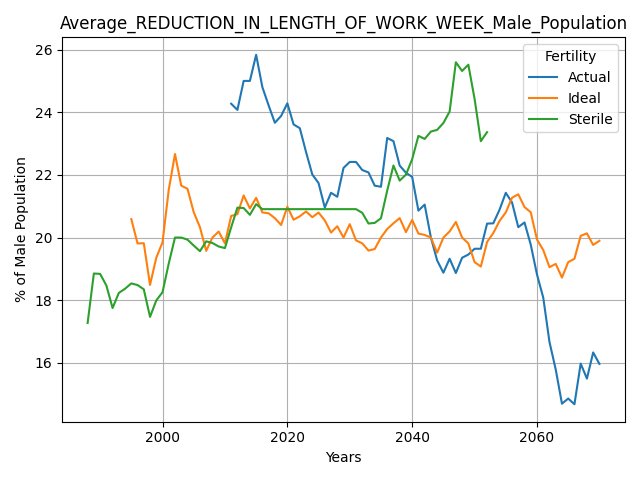 Average_REDUCTION_IN_LENGTH_OF_WORK_WEEK_Male_Population
Fertility
Actual
Ideal
Sterile
% of Male Population
26
24
22
20
18
16
2000 2020 2040 2060
Years